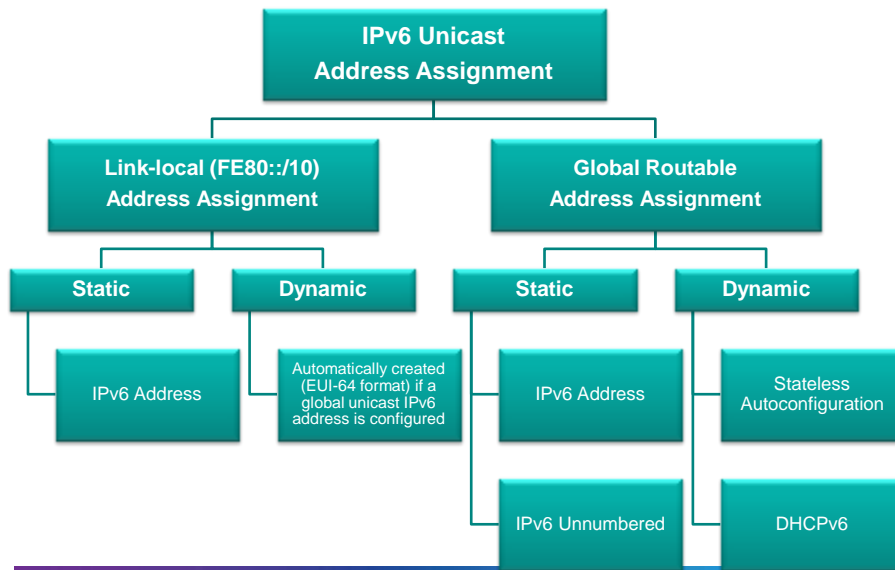 IPv6 Unicast
Address Assignment
Link-local (FE80::/10)
Address Assignment
Global Routable
Address Assignment
Static
Dynamic
Static
Dynamic
IPv6 Address
Automatically created
(EUI-64 format) if a
global unicast IPv6
address is configured
IPv6 Address
Stateless
Autoconfiguration
IPv6 Unnumbered
DHCPv6